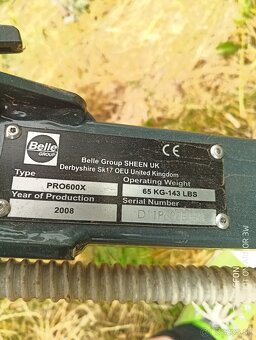 Belle
GROUP
CE
Belle Group SHEEN UK
Derbyshire Sk17 OEU United Kingdom
Type
Operating Weight
PRO600X
65 KG-143 LBS
Year of Production
Serial Number
2008